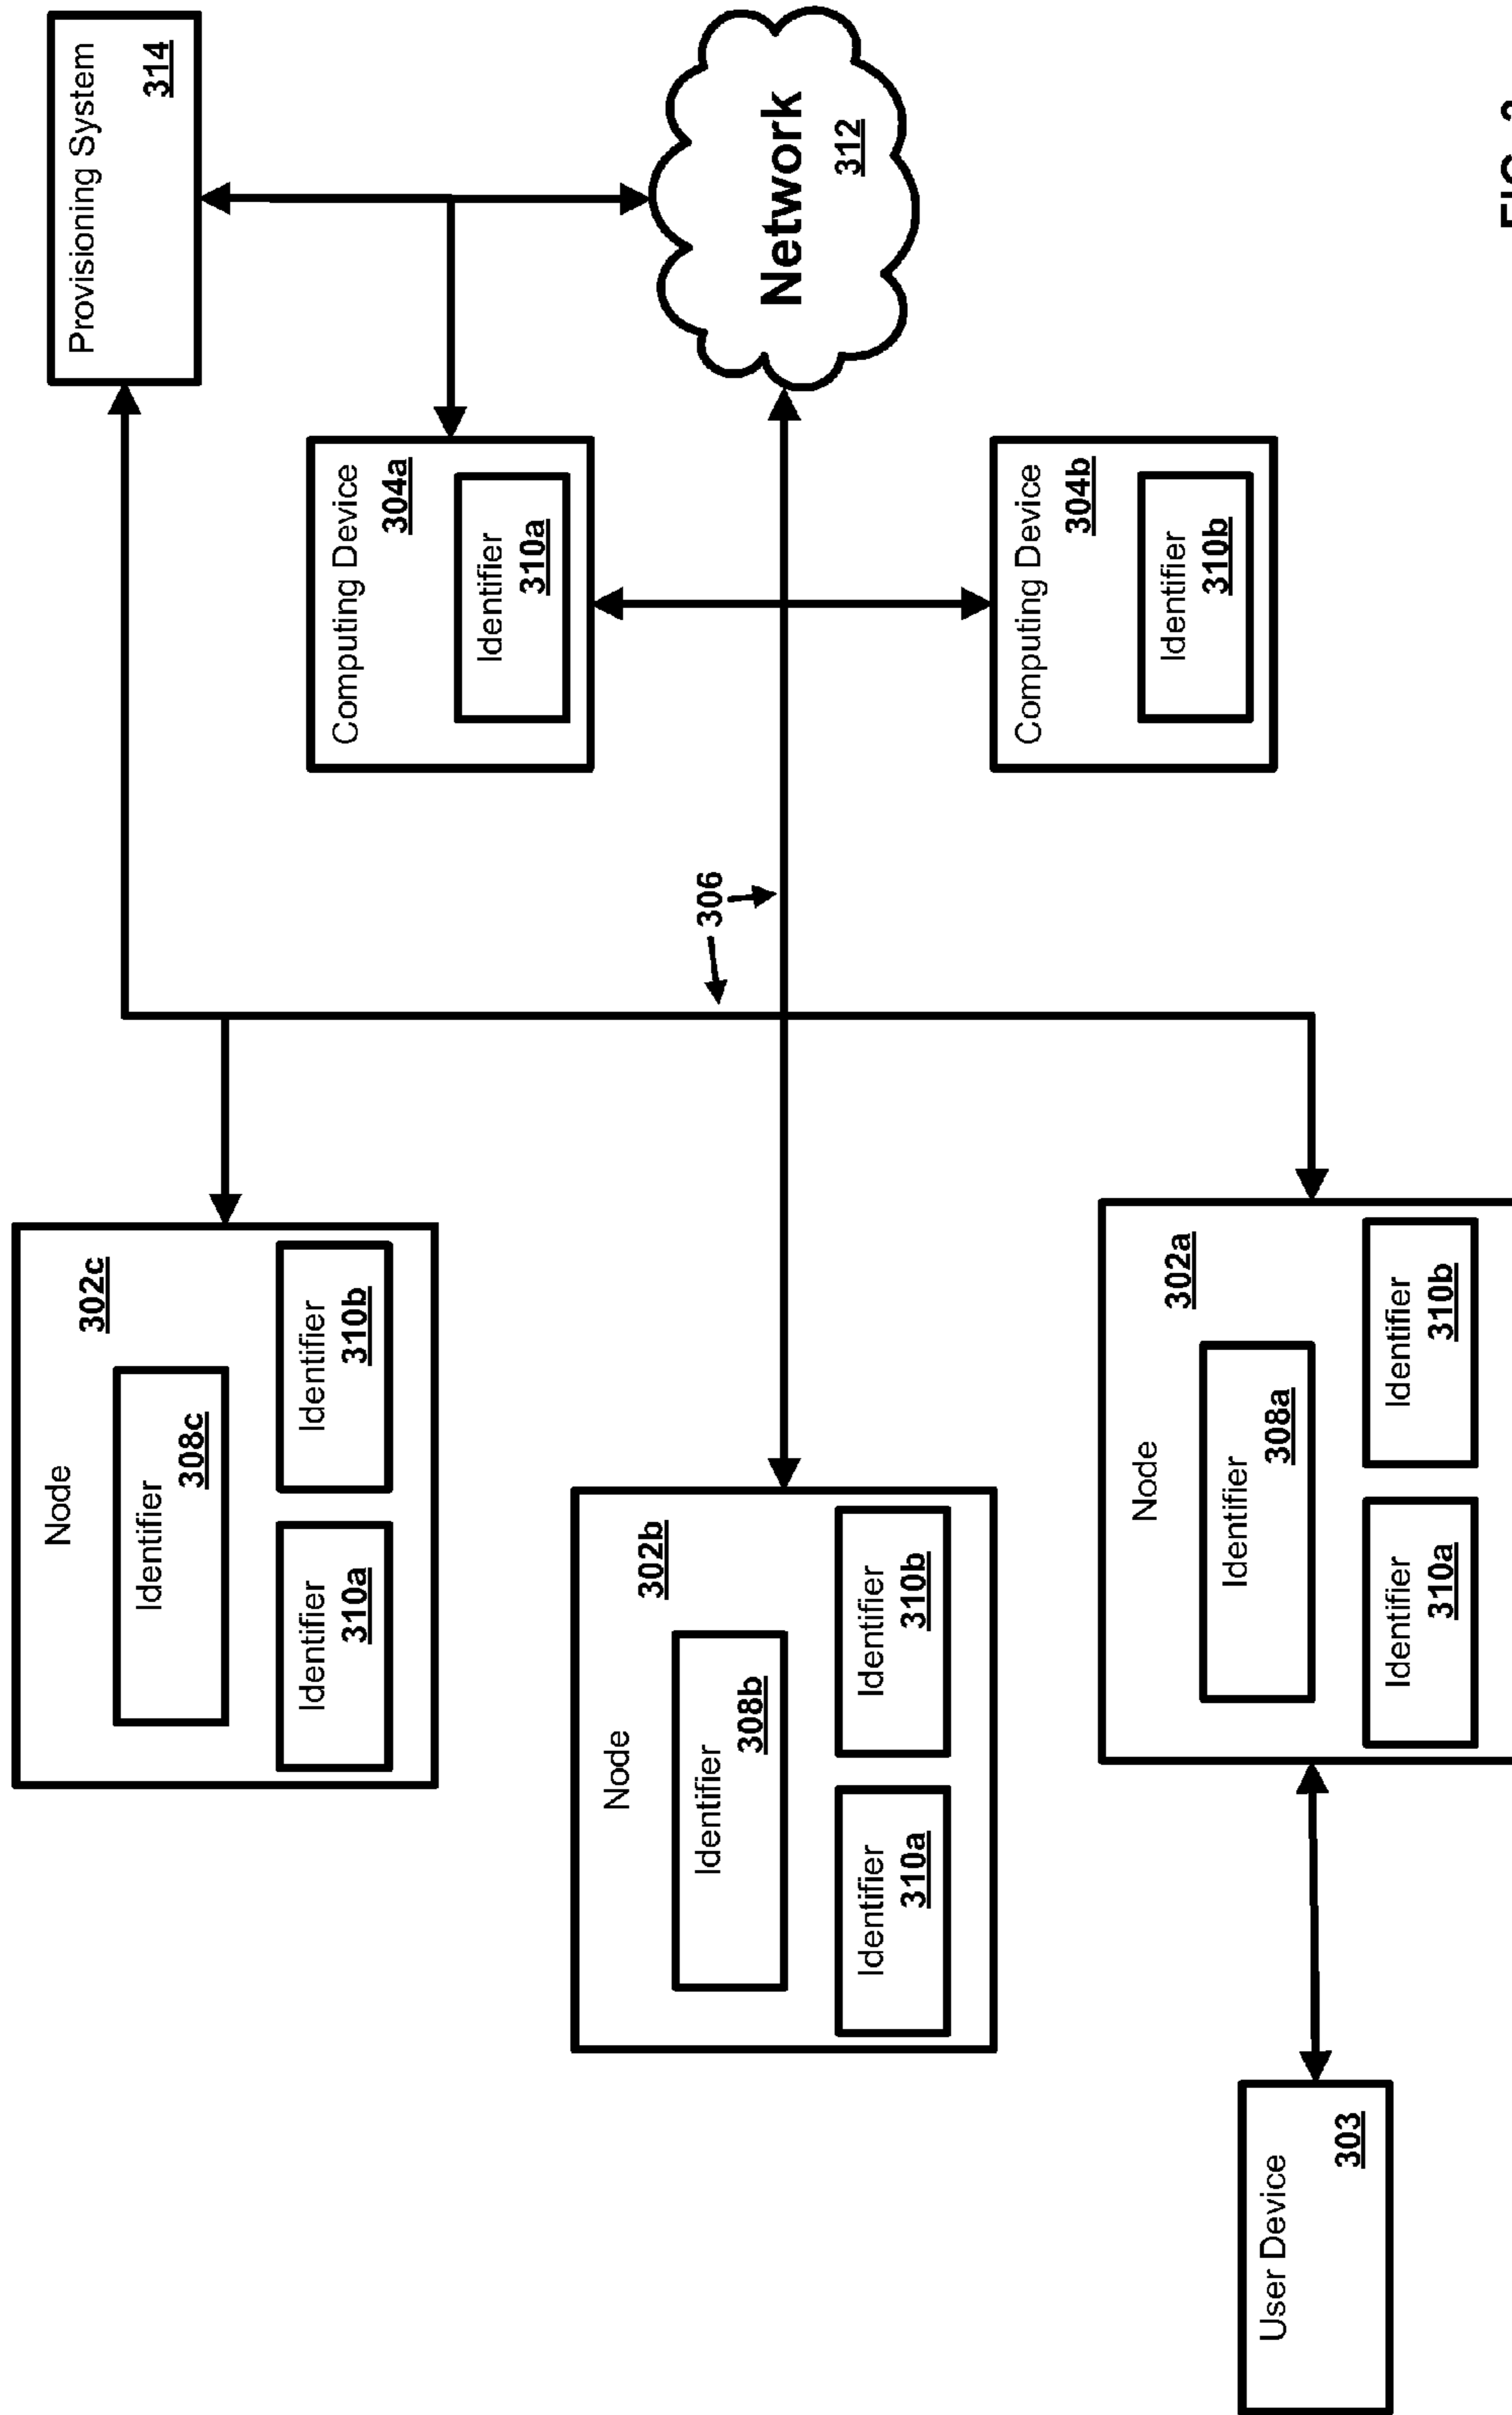 Node
302c
Identifier
308c
Identifier
310a
Identifier
310b
Provisioning System
314
Computing Device
304a
Identifier
310a
Node
302b
Identifier
308b
Identifier
310a
Identifier
310b
306
Network
312
Node
302a
Identifier
308a
Identifier
310a
Identifier
310b
Computing Device
304b
Identifier
310b
User Device
303
FIG.